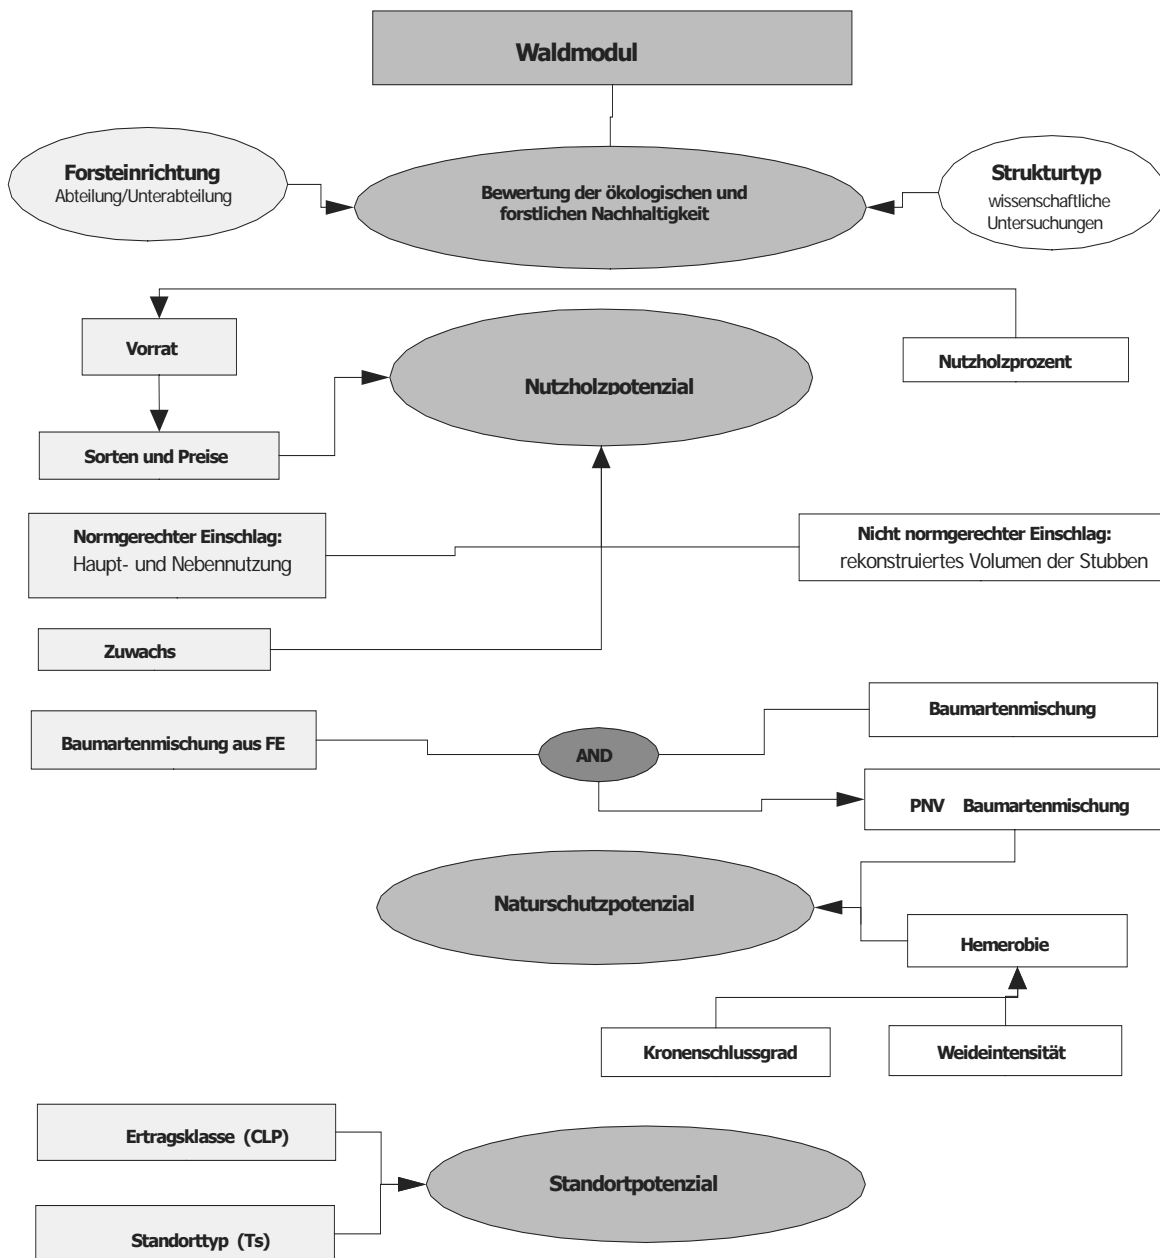 Waldmodul
Forsteinrichtung
Abteilung/Unterabteilung
Bewertung der ökologischen und
forstlichen Nachhaltigkeit
Strukturtyp
wissenschaftliche
Untersuchungen
Vorrat
Nutzholzpotenzial
Nutzholzprozent
Sorten und Preise
Normgerechter Einschlag:
Haupt- und Nebennutzung
Nicht normgerechter Einschlag:
rekonstruiertes Volumen der Stubben
Zuwachs
Baumartenmischung
Baumartenmischung aus FE
AND
PNV Baumartenmischung
Naturschutzpotenzial
Hemerobie
Kronenschlussgrad
Weideintensität
Ertragsklasse (CLP)
Standortpotenzial
Standorttyp (Ts)